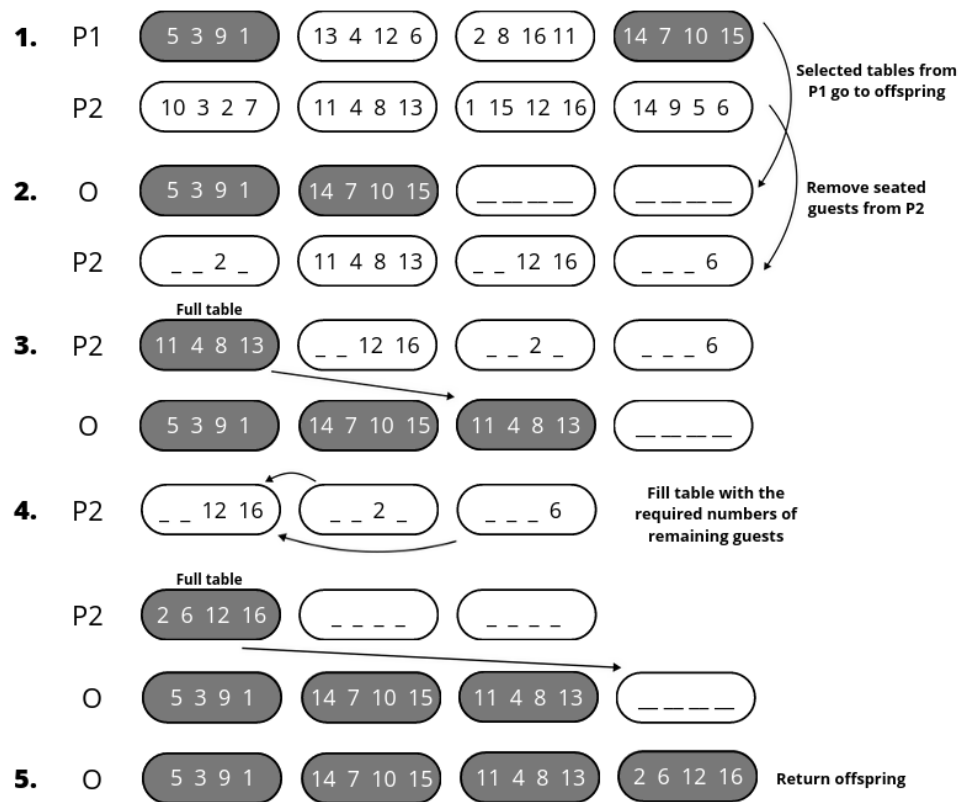 1. P1 5 3 9 1 13 4 12 6 2 8 16 11 14 7 10 15
Selected tables from
P1 go to offspring
P2 10 3 2 7 11 4 8 13 1 15 12 16 14 9 5 6
2. O 5 3 9 1 14 7 10 15 _ _ _ _ _ _ _ _
Remove seated
guests from P2
P2 _ _ 2 _ 11 4 8 13 _ _ 12 16 _ _ _ 6
Full table
3. P2 11 4 8 13 _ _ 12 16 _ _ 2 _ _ _ _ 6
O 5 3 9 1 14 7 10 15 11 4 8 13 _ _ _ _
4. P2 _ _ 12 16 _ _ 2 _ _ _ _ 6
Fill table with the
required numbers of
remaining guests
Full table
P2 2 6 12 16 _ _ _ _ _ _ _ _
O 5 3 9 1 14 7 10 15 11 4 8 13 _ _ _ _
5. O 5 3 9 1 14 7 10 15 11 4 8 13 2 6 12 16 Return offspring